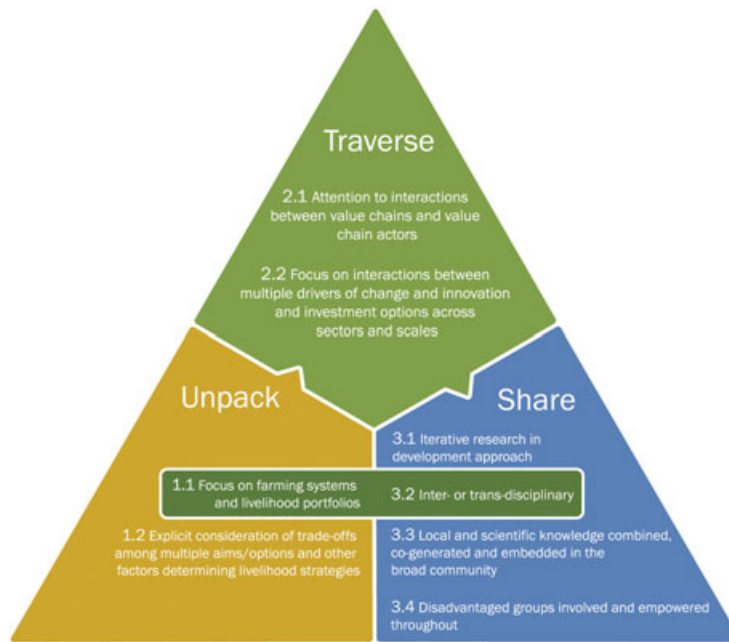 Traverse
2.1 Attention to interactions
between value chains and value
chain actors
2.2 Focus on interactions between
multiple drivers of change and innovation
and investment options across
sectors and scales
Unpack
1.1 Focus on farming systems
and livelihood portfolios
1.2 Explicit consideration of trade-offs
among multiple aims/options and other
factors determining livelihood strategies
Share
3.1 Iterative research in
development approach
3.2 Inter- or trans-disciplinary
3.3 Local and scientific knowledge combined,
co-generated and embedded in the
broad community
3.4 Disadvantaged groups involved and empowered
throughout